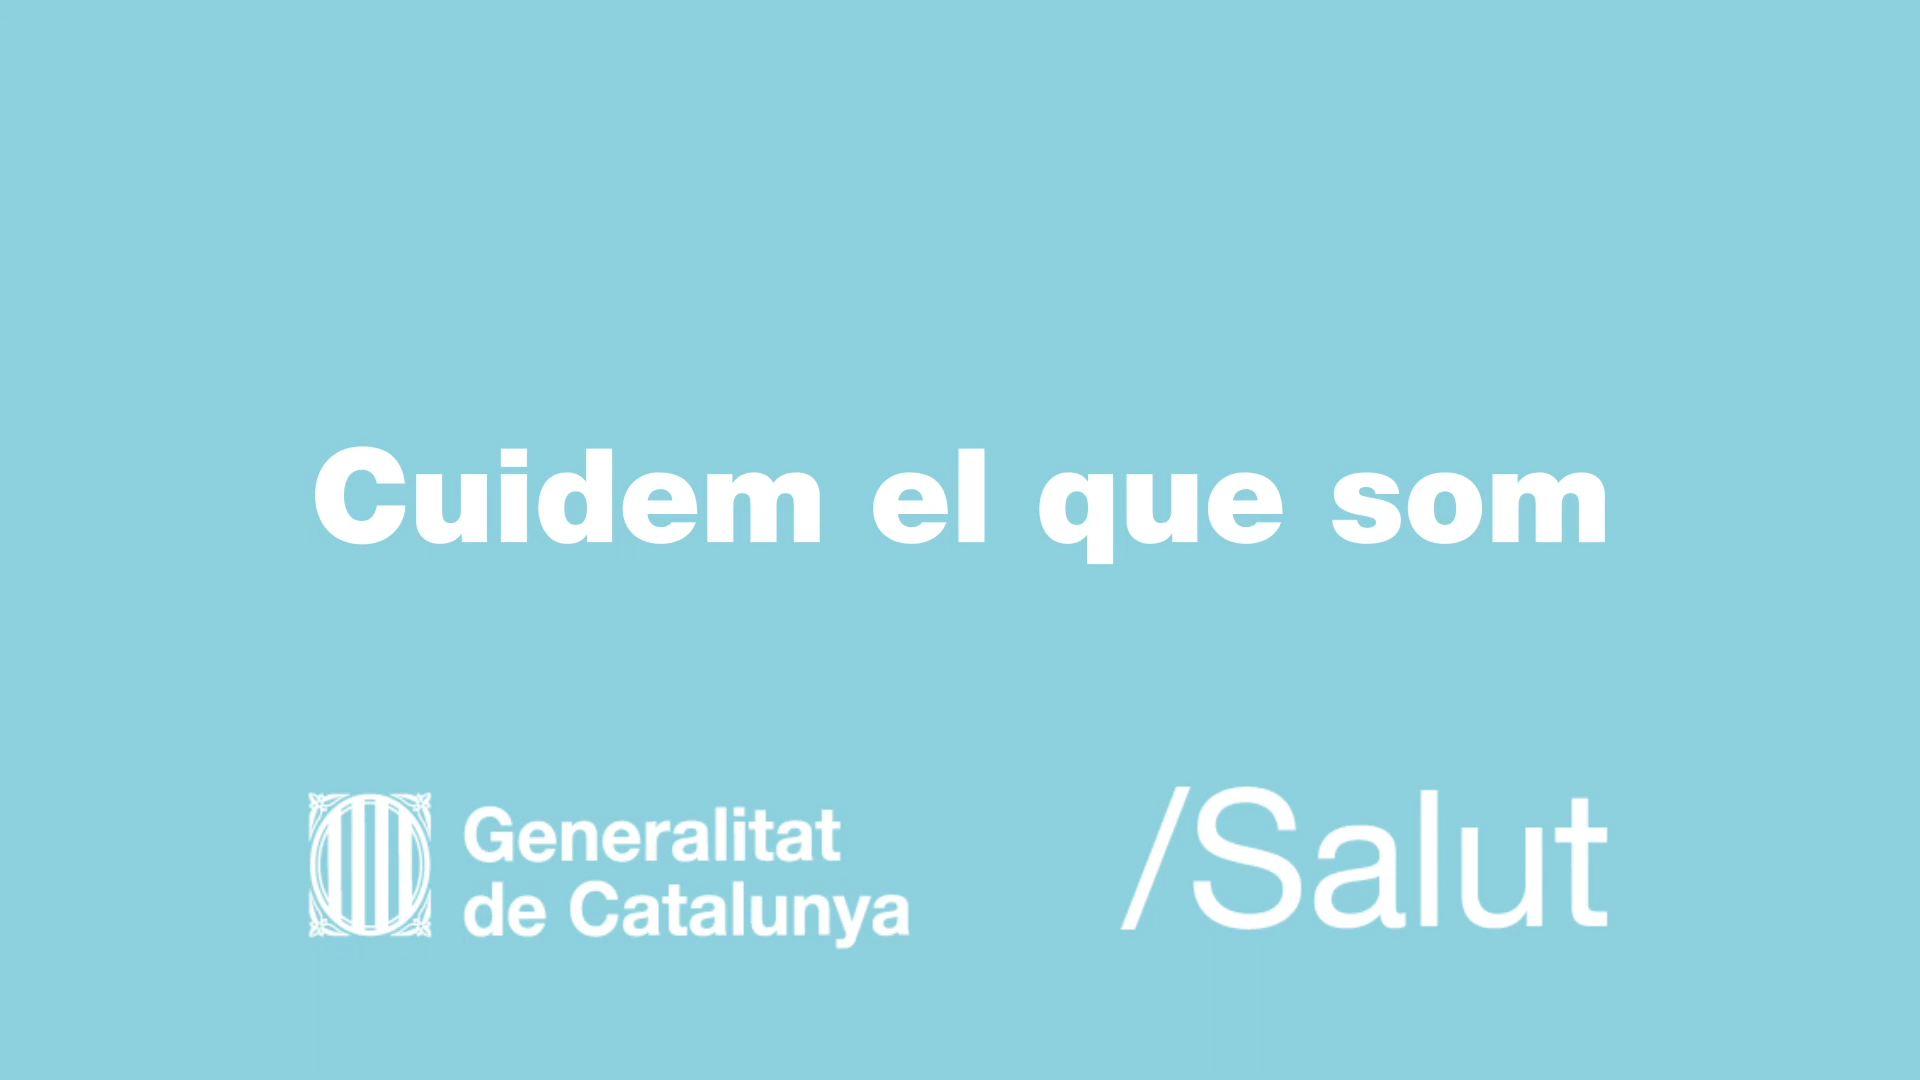 Cuidem el que som
Generalitat
de Catalunya
/Salut